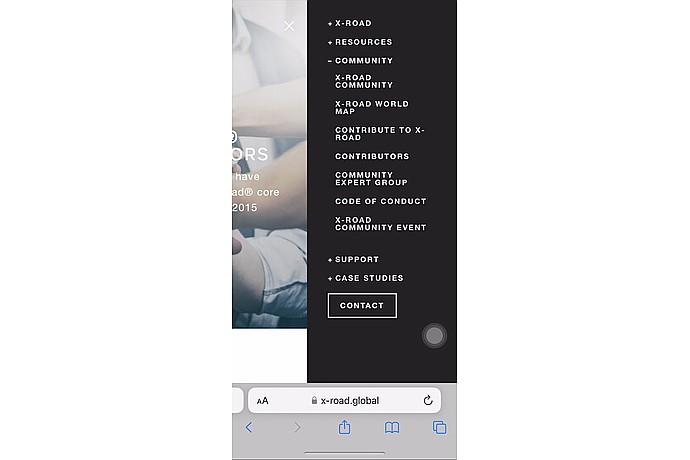 + X-ROAD
+ RESOURCES
– COMMUNITY
X-ROAD
COMMUNITY
X-ROAD WORLD
MAP
CONTRIBUTE TO X-
ROAD
CONTRIBUTORS
COMMUNITY
EXPERT GROUP
CODE OF CONDUCT
X-ROAD
COMMUNITY EVENT
+ SUPPORT
+ CASE STUDIES
CONTACT
ORS
have
ad® core
2015
AA
x-road.global